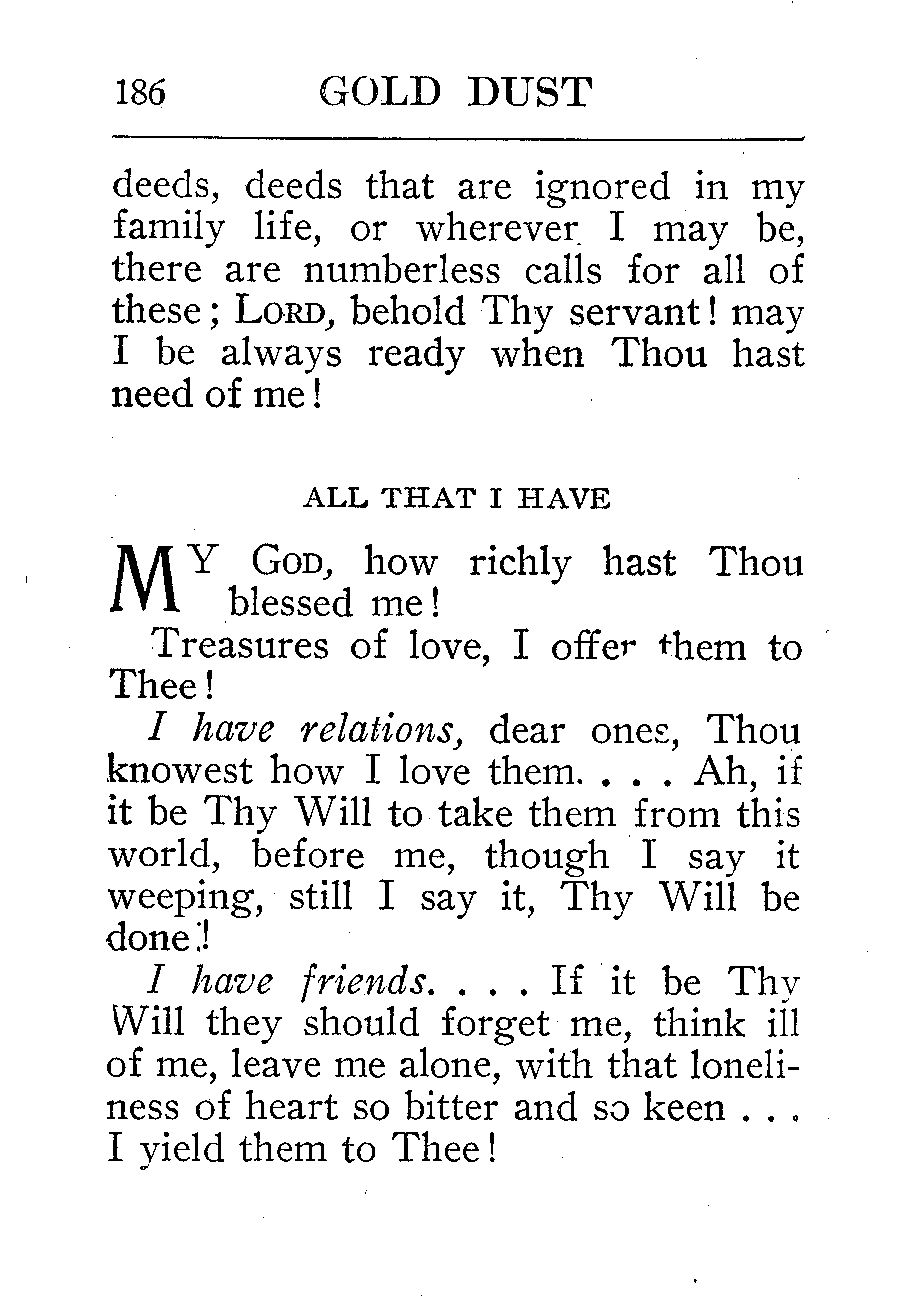 186 GOLD DUST
deeds, deeds that are ignored in my
family life, or wherever I may be,
there are numberless calls for all of
these; LORD, behold Thy servant! may
I be always ready when Thou hast
need of me!
ALL THAT I HAVE
MY GOD, how richly hast Thou
blessed me!
Treasures of love, I offer them to
Thee!
I have relations, dear ones, Thou
knowest how I love them. . . . Ah, if
it be Thy Will to take them from this
world, before me, though I say it
weeping, still I say it, Thy Will be
done!
I have friends. . . . If it be Thy
Will they should forget me, think ill
of me, leave me alone, with that loneli-
ness of heart so bitter and so keen . . .
I yield them to Thee!